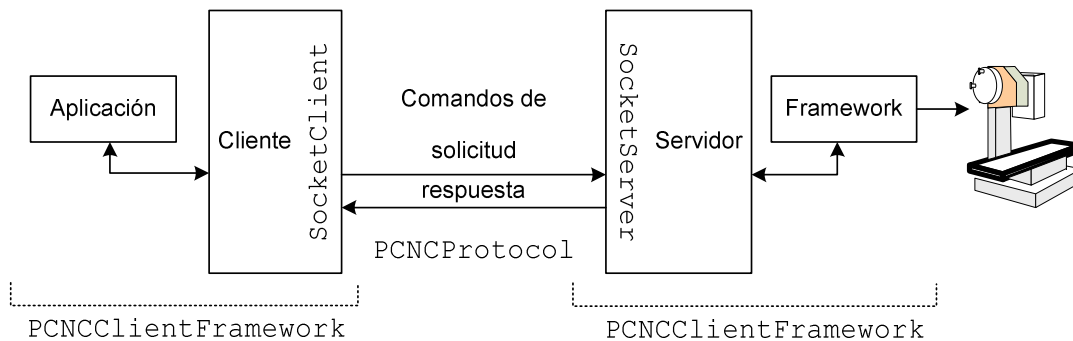 Aplicación
Cliente
SocketClient
Comandos de
solicitud
respuesta
PCNCProtocol
SocketServer
Servidor
Framework
PCNCClientFramework
PCNCClientFramework